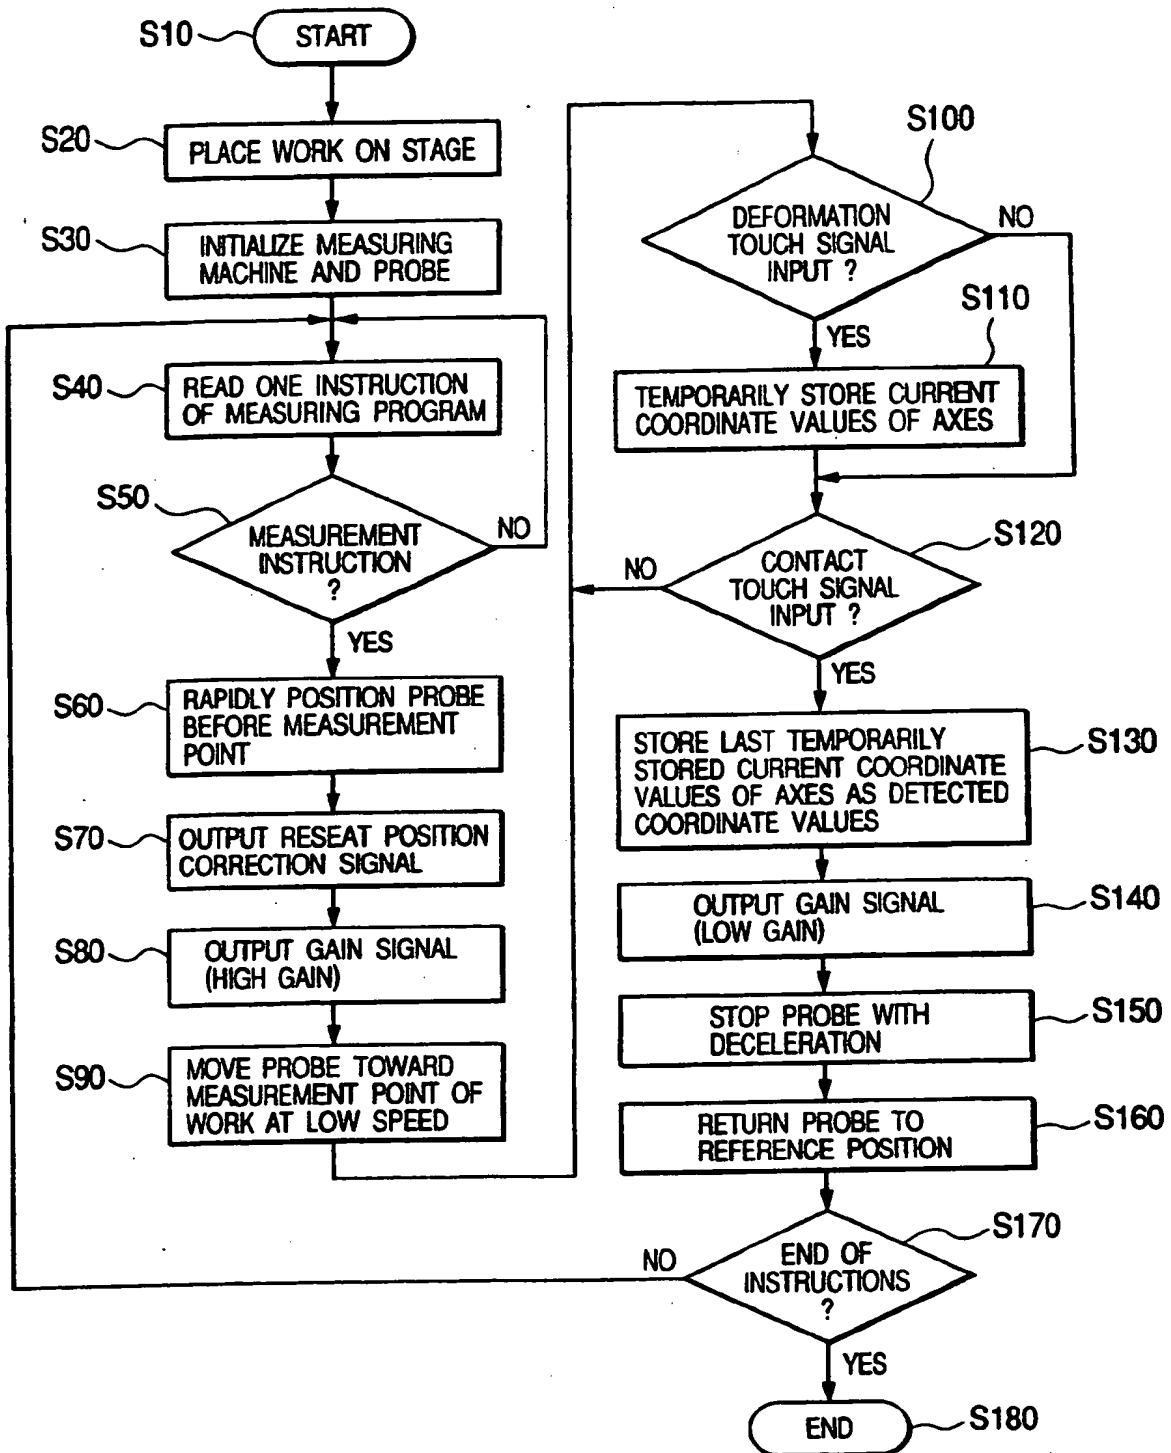 S10
START
S20
PLACE WORK ON STAGE
S30
INITIALIZE MEASURING
MACHINE AND PROBE
S40
READ ONE INSTRUCTION
OF MEASURING PROGRAM
S50
MEASUREMENT
INSTRUCTION
?
NO
YES
S60
RAPIDLY POSITION PROBE
BEFORE MEASUREMENT
POINT
S70
OUTPUT RESEAT POSITION
CORRECTION SIGNAL
S80
OUTPUT GAIN SIGNAL
(HIGH GAIN)
S90
MOVE PROBE TOWARD
MEASUREMENT POINT OF
WORK AT LOW SPEED
S100
DEFORMATION
TOUCH SIGNAL
INPUT ?
NO
YES
S110
TEMPORARILY STORE CURRENT
COORDINATE VALUES OF AXES
S120
CONTACT
TOUCH SIGNAL
INPUT ?
NO
YES
S130
STORE LAST TEMPORARILY
STORED CURRENT COORDINATE
VALUES OF AXES AS DETECTED
COORDINATE VALUES
S140
OUTPUT GAIN SIGNAL
(LOW GAIN)
S150
STOP PROBE WITH
DECELERATION
S160
RETURN PROBE TO
REFERENCE POSITION
S170
END OF
INSTRUCTIONS
?
NO
YES
END
S180